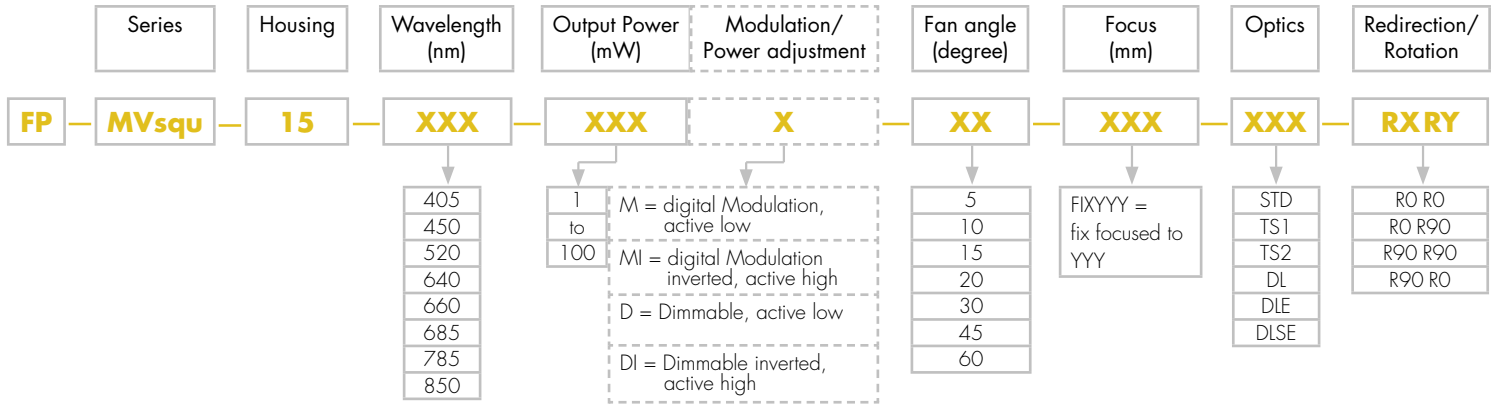 Series
Housing
Wavelength
(nm)
Output Power
(mW)
Modulation/
Power adjustment
Fan angle
(degree)
Focus
(mm)
Optics
Redirection/
Rotation
FP — MVsqu — 15 — XXX — XXX X — XX — XXX — XXX — RXRY
405
450
520
640
660
685
785
850
1
to
100
M = digital Modulation,
active low
MI = digital Modulation
inverted, active high
D = Dimmable, active low
DI = Dimmable inverted,
active high
5
10
15
20
30
45
60
FIXYYY =
fix focused to
YYY
STD
TS1
TS2
DL
DLE
DLSE
R0 R0
R0 R90
R90 R90
R90 R0